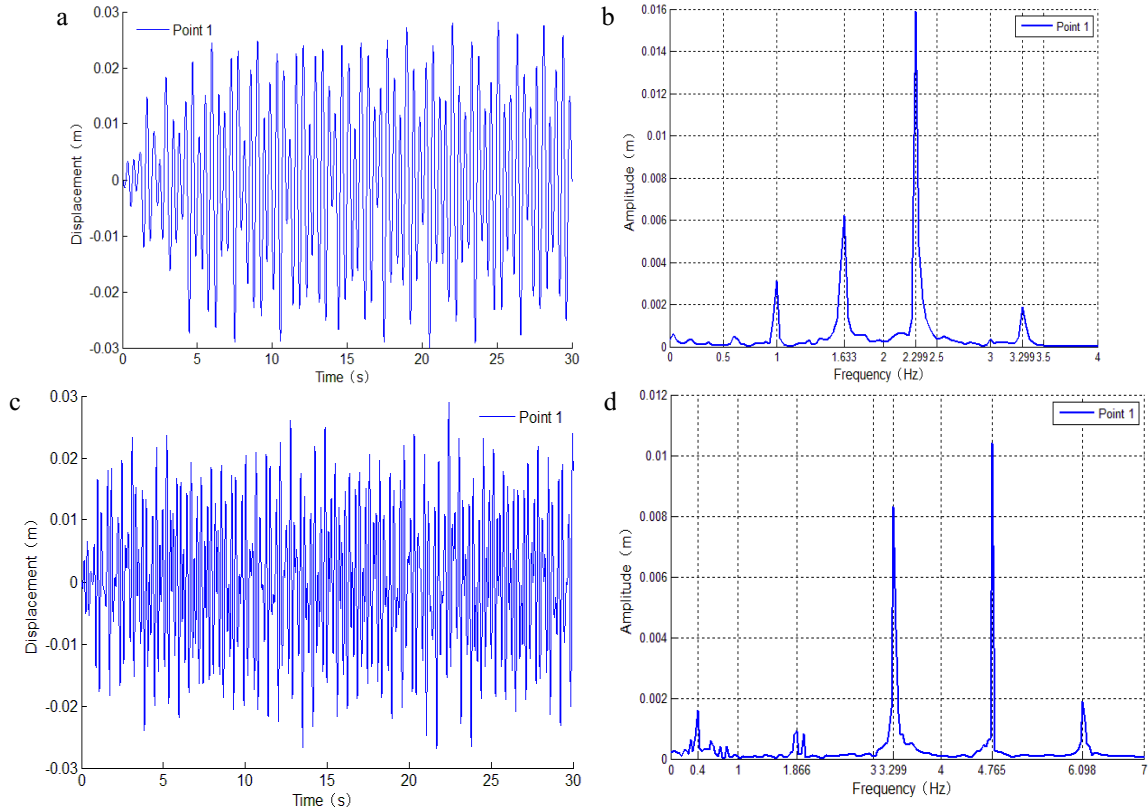 a
Point 1
0.03
0.02
0.01
0
-0.01
-0.02
-0.03
Displacement（m）
0 5 10 15 20 25 30
Time（s）
b
Point 1
0.016
0.014
0.012
0.01
0.008
0.006
0.004
0.002
0
Amplitude（m）
0 0.5 1 1.633 2 2.2992.5 3 3.2993.5 4
Frequency（Hz）
c
Point 1
0.03
0.02
0.01
0
-0.01
-0.02
-0.03
Displacement（m）
0 5 10 15 20 25 30
Time（s）
d
Point 1
0.012
0.01
0.008
0.006
0.004
0.002
0
Amplitude（m）
0 0.4 1 1.866 3 3.299 4 4.765 6.098 7
Frequency（Hz）